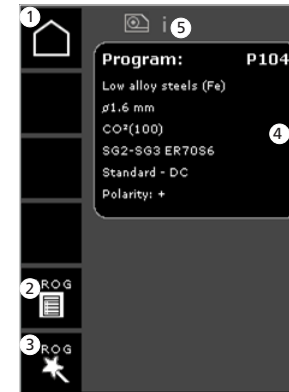 1
i 5
Program: P104
Low alloy steels (Fe)
ø1.6 mm
CO²(100)
4
SG2-SG3 ER70S6
Standard - DC
Polarity: +
2
ROG
3
ROG